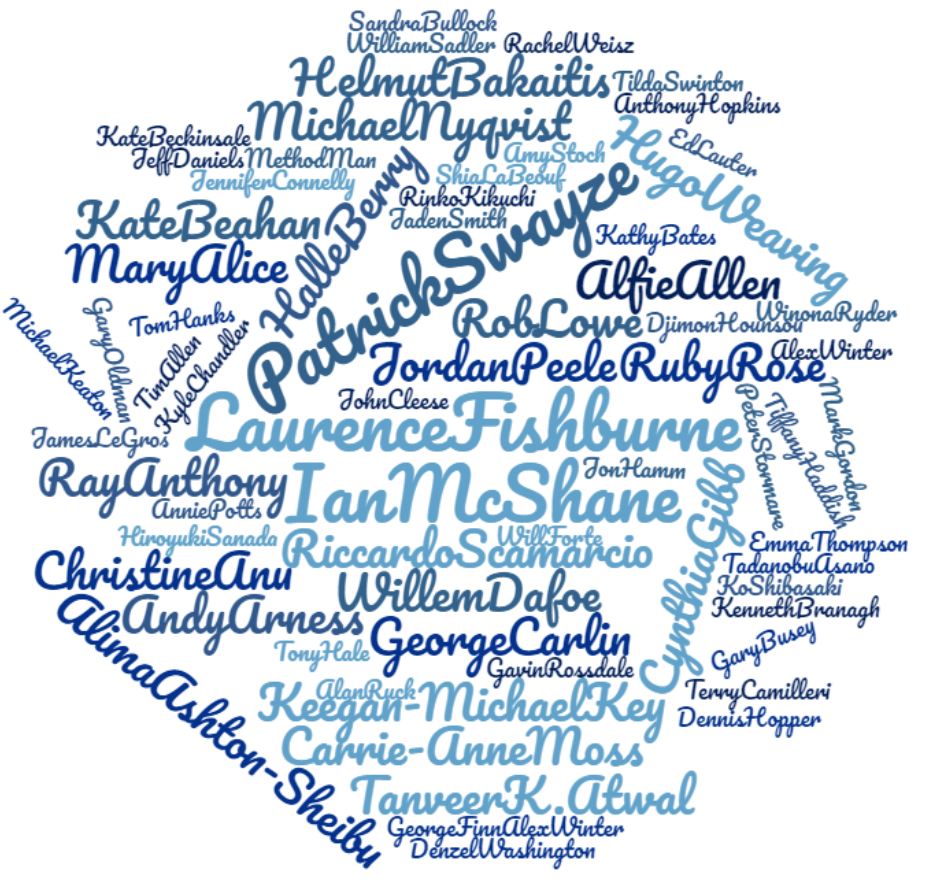 SandraBullock
WilliamSadler
RachelWeisz
HelmutBakaitis
TildaSwinton
AnthonyHopkins
MichaelNyqvist
HugoWeaving
EdLauter
KateBeckinsale
JeffDaniels
MethodMan
AmyStoch
JenniferConnelly
ShiaLaBeouf
HalleBerry
RinkoKikuchi
JadenSmith
PatrickSwayze
KateBeahan
KathyBates
MaryAlice
AlfieAllen
MichaelKeaton
GaryOldman
TomHanks
TimAllen
KyleChandler
RobLowe
DjimonHounsou
WinonaRyder
JordanPeele
RubyRose
AlexWinter
JohnCleese
LaurenceFishburne
PeterStormare
TiffanyHaddish
MarkGordon
JamesLeGros
RayAnthony
IanMcShane
JonHamm
CynthiaGibb
AnniePotts
HiroyukiSanada
RiccardoScamarcio
WillForte
EmmaThompson
TadanobuAsano
ChristineAnu
WillemDafoe
KoShibasaki
KennethBranagh
AlimaAshton-Sheibu
AndyArness
GeorgeCarlin
GaryBusey
TonyHale
GavinRossdale
Keegan-MichaelKey
AlanRuck
TerryCamilleri
DennisHopper
Carrie-AnneMoss
TanveerK.Atwal
GeorgeFinn
AlexWinter
DenzelWashington